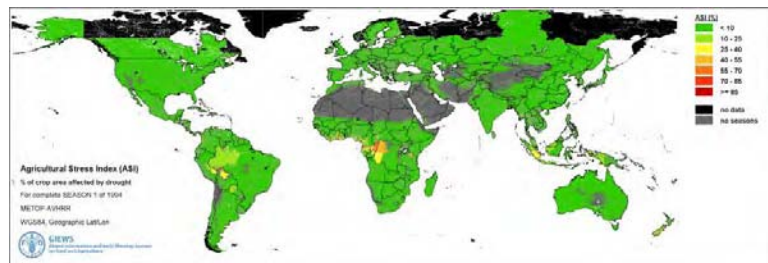 Agricultural Stress Index (ASI)
% of crop area affected by drought
For complete SEASON 1 of 1994
METOP-AVHRR
WGS84, Geographic Lat/Lon
GIEWS
ASI (%)
< 10
10 - 25
25 - 40
40 - 55
55 - 70
70 - 85
>= 85
no data
no seasons